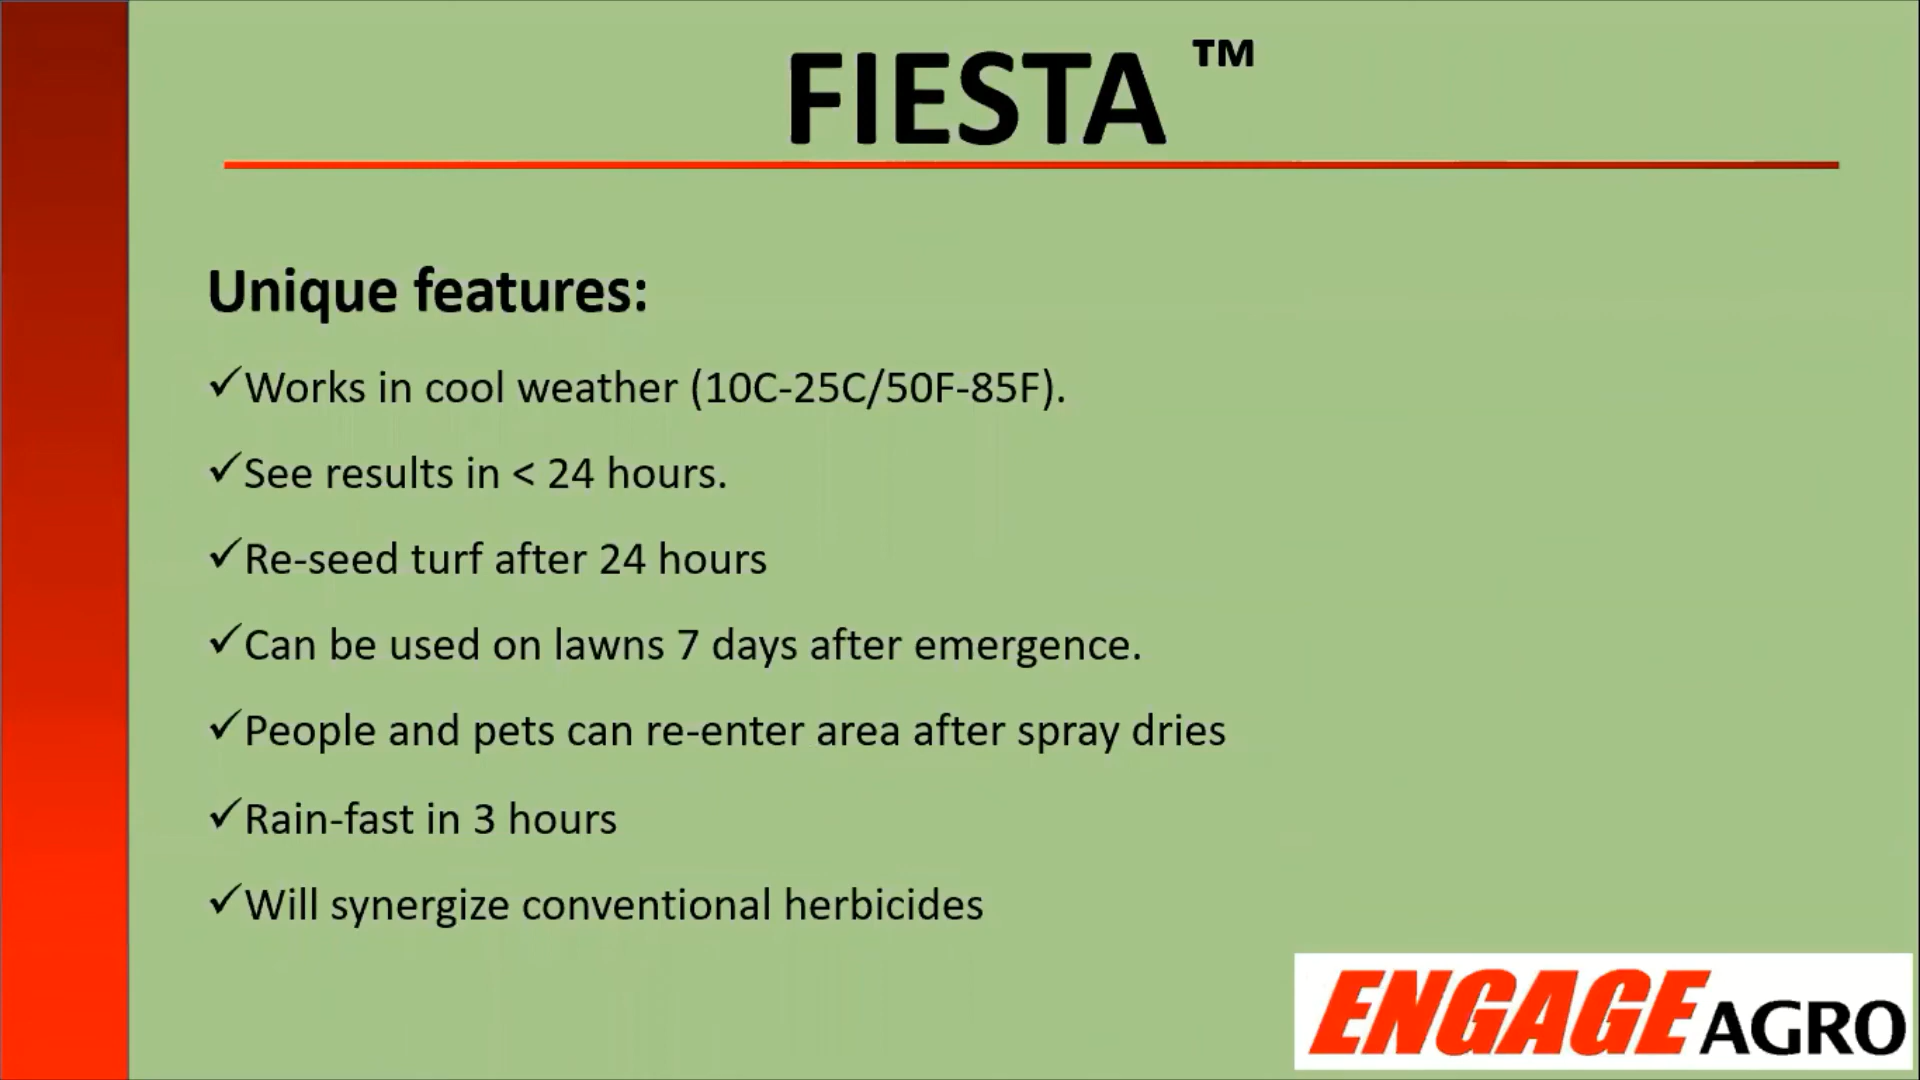 FIESTA ™
Unique features:
✓Works in cool weather (10C-25C/50F-85F).
✓See results in < 24 hours.
✓Re-seed turf after 24 hours
✓Can be used on lawns 7 days after emergence.
✓People and pets can re-enter area after spray dries
✓Rain-fast in 3 hours
✓Will synergize conventional herbicides
ENGAGE AGRO